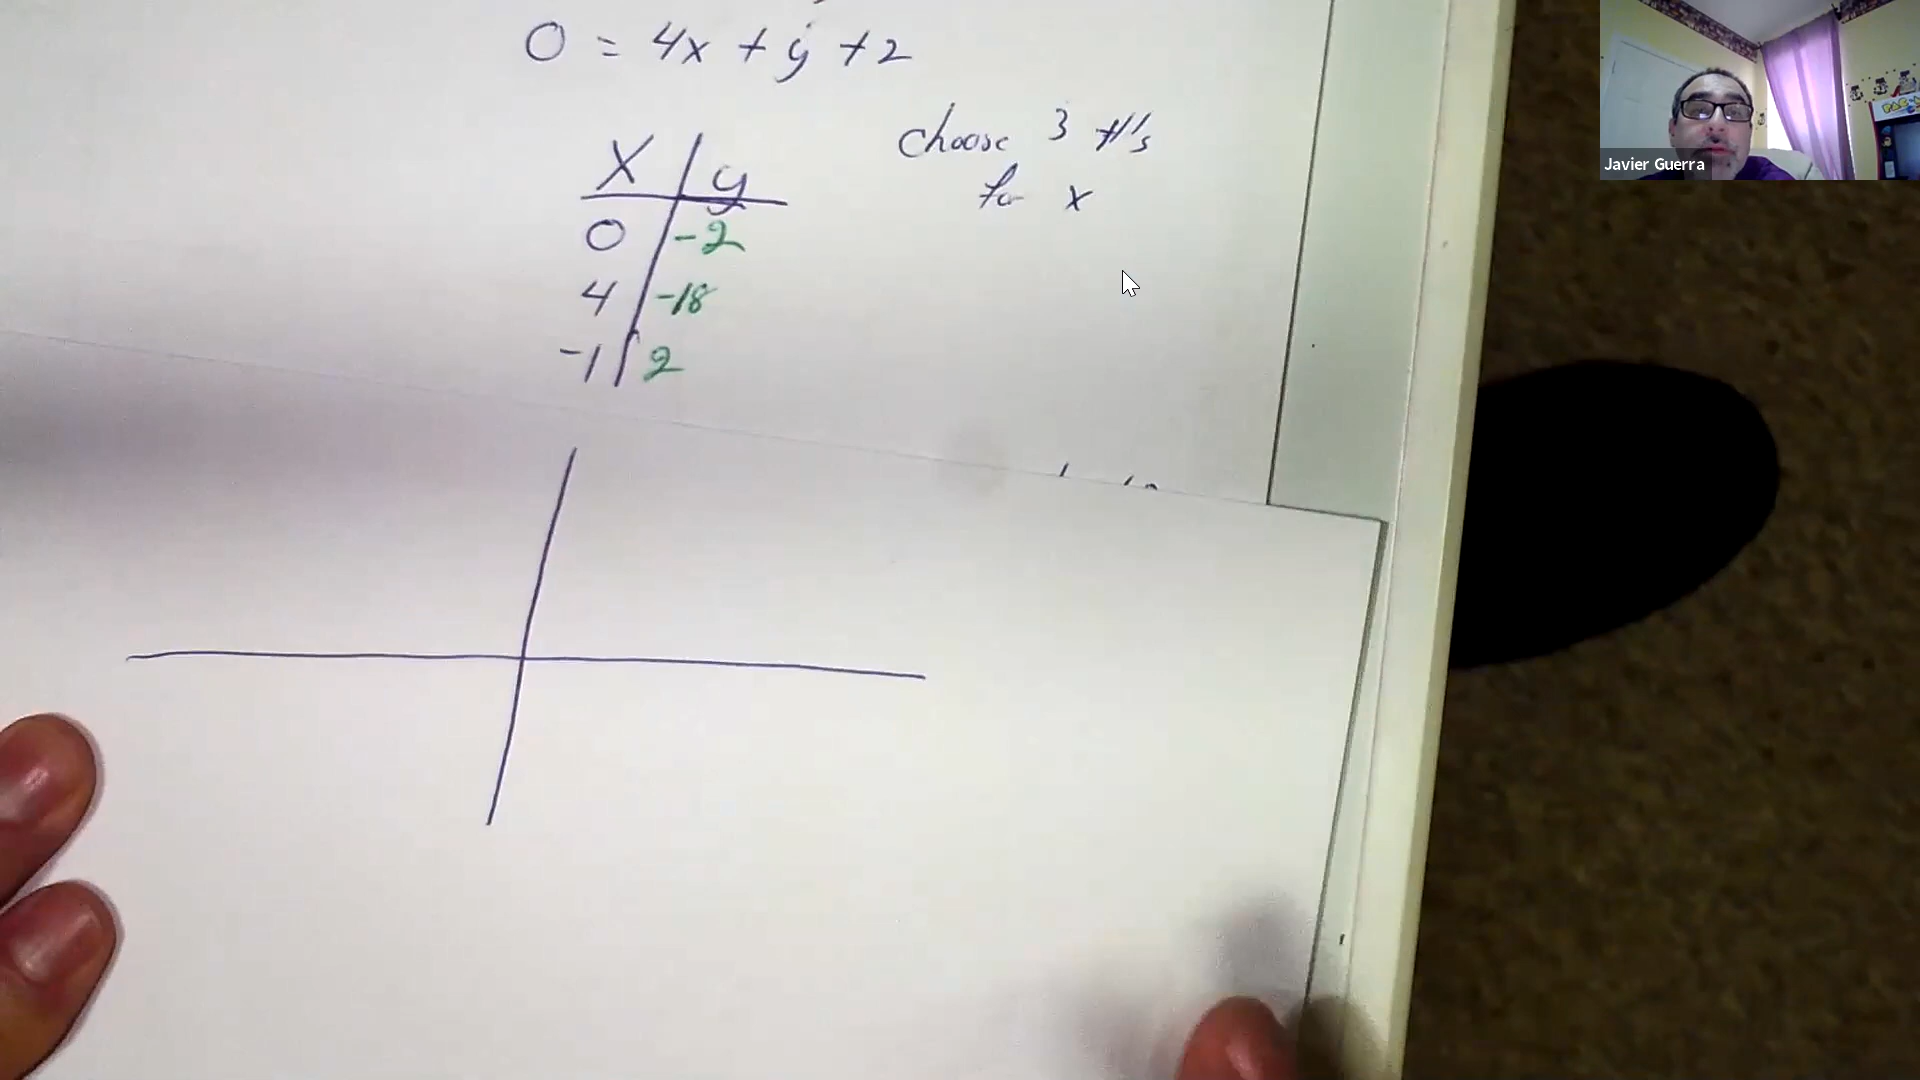 0 = 4x + y + 2
choose 3 #'s
for x
x | y
0 | -2
4 | -18
-1 | 2
Javier Guerra